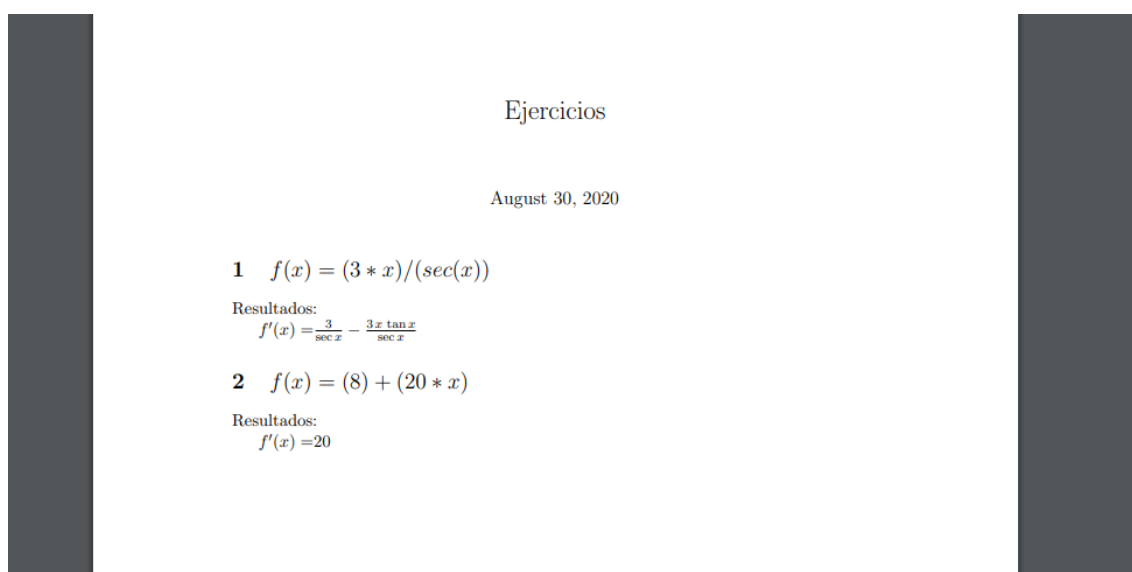 Ejercicios
August 30, 2020
1 f(x) = (3 ∗ x)/(sec(x))
Resultados:
f′(x) =3/sec x − 3x tan x/sec x
2 f(x) = (8) + (20 ∗ x)
Resultados:
f′(x) =20